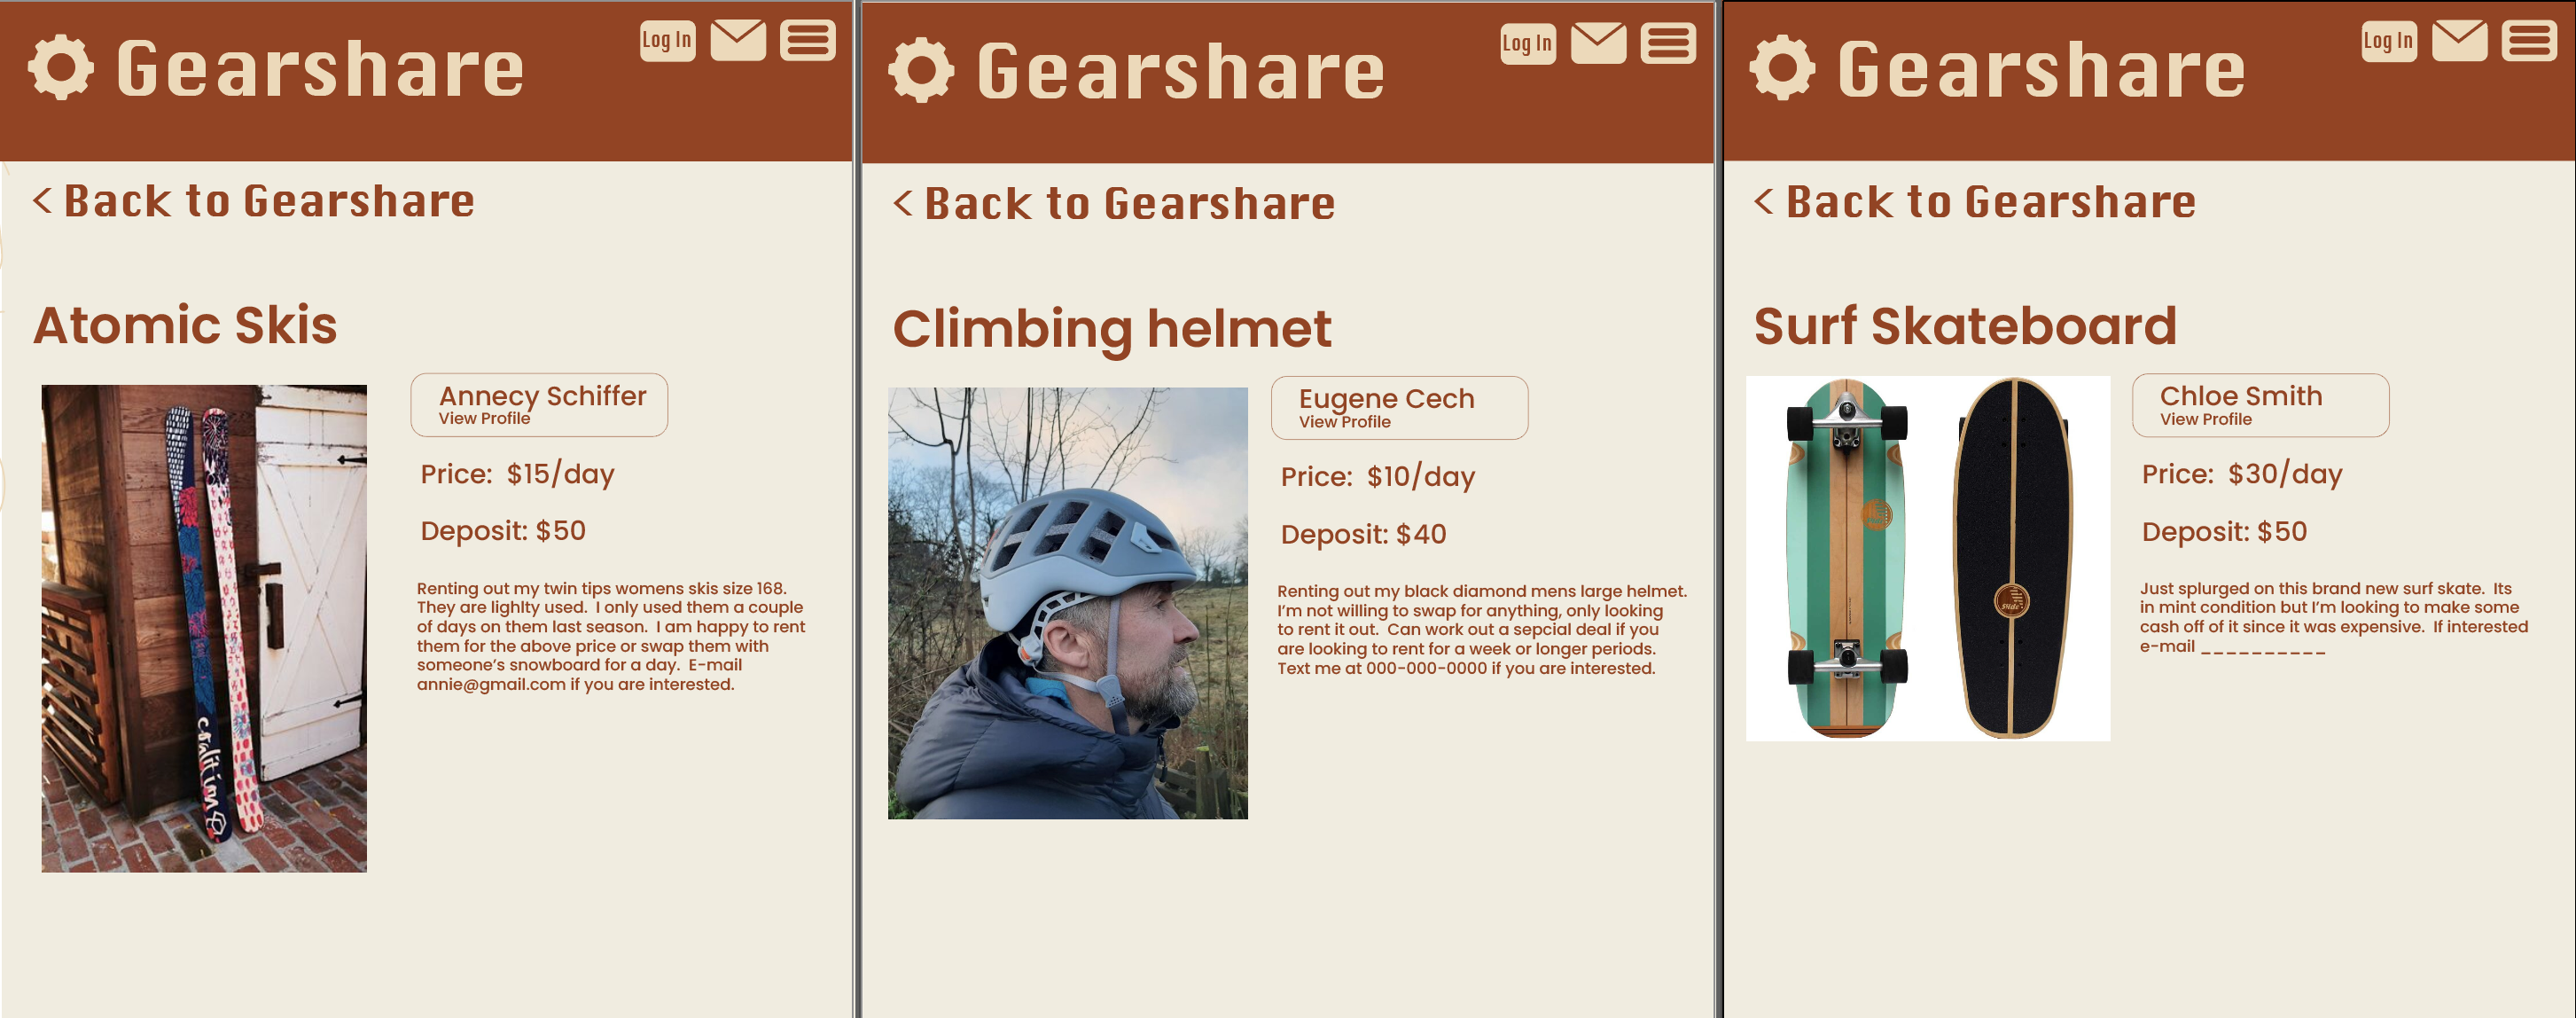 Gearshare
Log In
< Back to Gearshare
Atomic Skis
Annecy Schiffer
View Profile
Price:  $15/day
Deposit: $50
Renting out my twin tips womens skis size 168.
They are lighlty used.  I only used them a couple
of days on them last season.  I am happy to rent
them for the above price or swap them with
someone's snowboard for a day.  E-mail
annie@gmail.com if you are interested.
coalition
Gearshare
Log In
< Back to Gearshare
Climbing helmet
Eugene Cech
View Profile
Price:  $10/day
Deposit: $40
Renting out my black diamond mens large helmet.
I'm not willing to swap for anything, only looking
to rent it out.  Can work out a sepcial deal if you
are looking to rent for a week or longer periods.
Text me at 000-000-0000 if you are interested.
Gearshare
Log In
< Back to Gearshare
Surf Skateboard
Chloe Smith
View Profile
Price:  $30/day
Deposit: $50
Just splurged on this brand new surf skate.  Its
in mint condition but I'm looking to make some
cash off of it since it was expensive.  If interested
e-mail __________
Slide